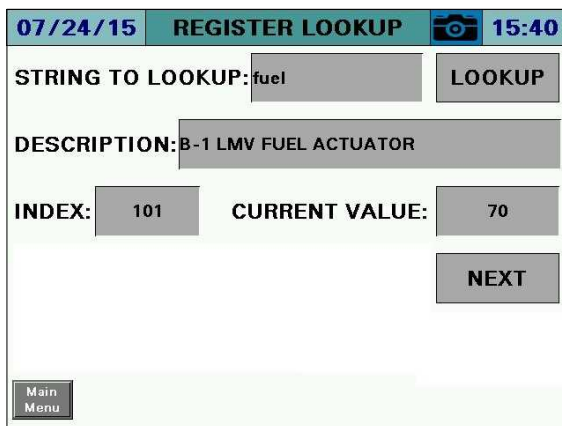 07/24/15 REGISTER LOOKUP 15:40
STRING TO LOOKUP: fuel LOOKUP
DESCRIPTION: B-1 LMV FUEL ACTUATOR
INDEX: 101 CURRENT VALUE: 70
NEXT
Main
Menu